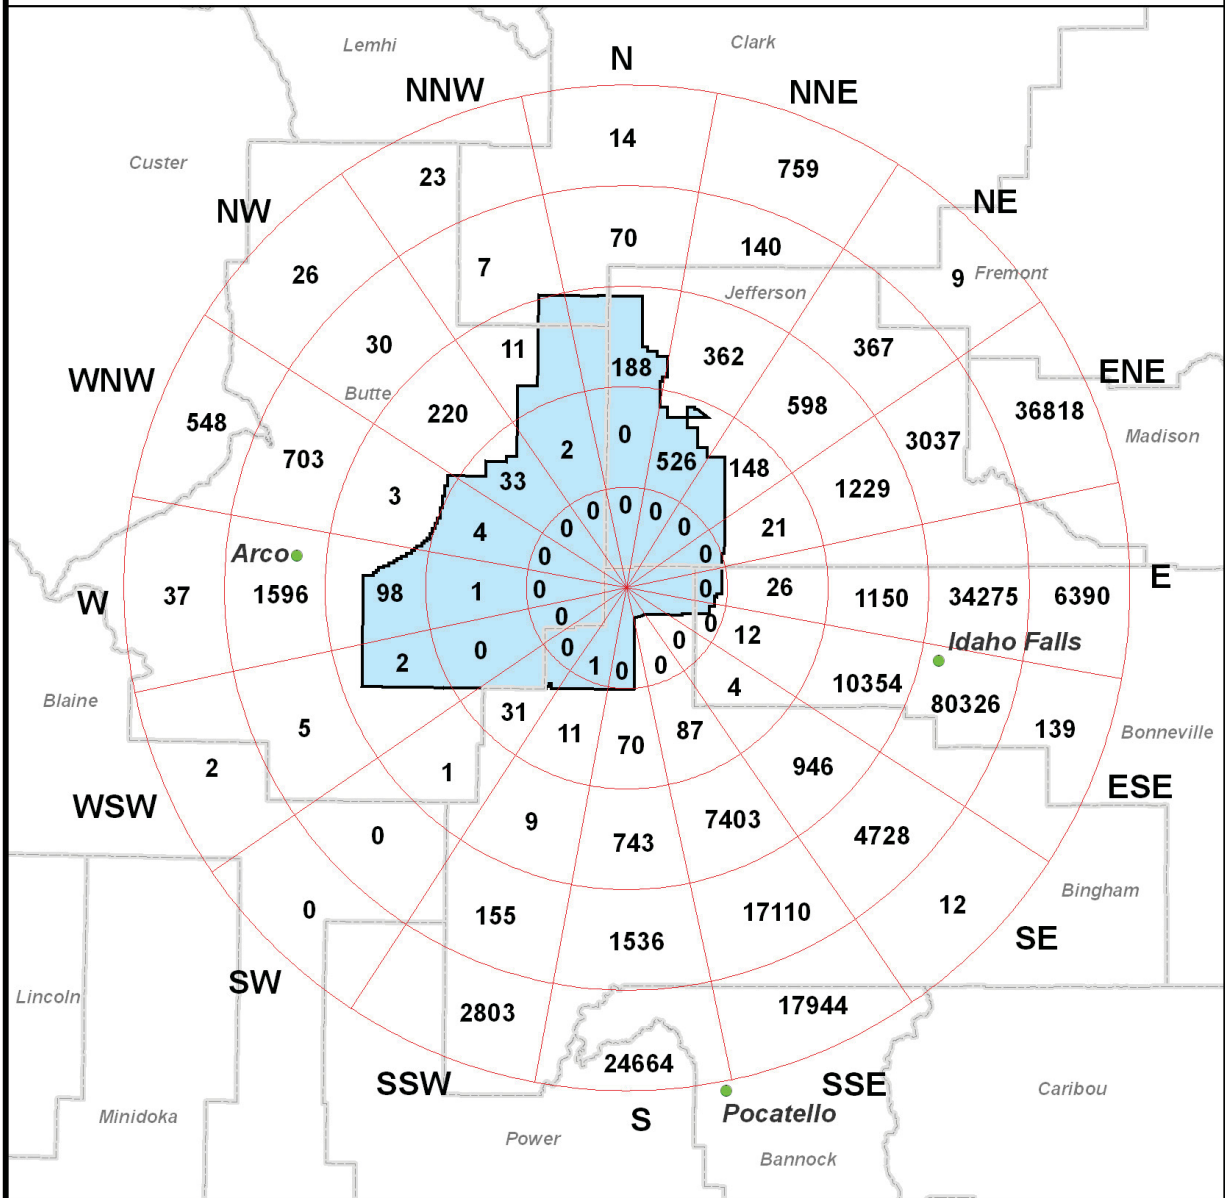 Lemhi
Clark
N
NNW
NNE
14
Custer
23
759
NW
NE
70
140
7
26
9
Fremont
Jefferson
30
11
367
362
188
WNW
ENE
Butte
220
598
36818
548
0
3037
Madison
2
703
526
148
33
3
1229
0
0
0
0
0
4
21
0
0
Arco
E
W
37
1596
98
1
0
0
26
1150
34275
6390
0
0
12
Idaho Falls
0
0
2
0
1
0
0
4
10354
Blaine
80326
5
31
11
70
87
139
Bonneville
2
1
946
WSW
ESE
9
7403
0
743
4728
Bingham
0
155
17110
12
1536
SE
SW
Lincoln
2803
17944
24664
SSW
SSE
Caribou
Minidoka
S
Pocatello
Power
Bannock